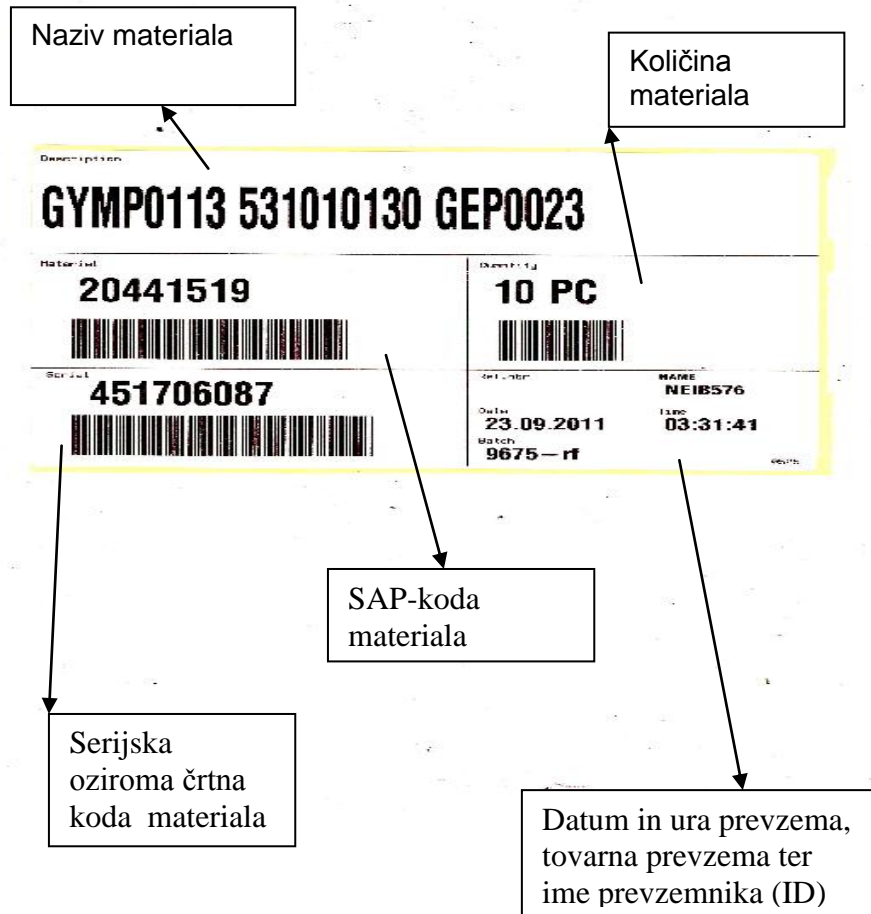 Naziv materiala
Količina
materiala
Description
GYMP0113 531010130 GEP0023
Material
20441519
Quantity
10 PC
Serial
451706087
Ref.nbr
NAME
NEIB576
Date
23.09.2011
Time
03:31:41
Batch
9675-rf
SAP-koda
materiala
Serijska
oziroma črtna
koda materiala
Datum in ura prevzema,
tovarna prevzema ter
ime prevzemnika (ID)